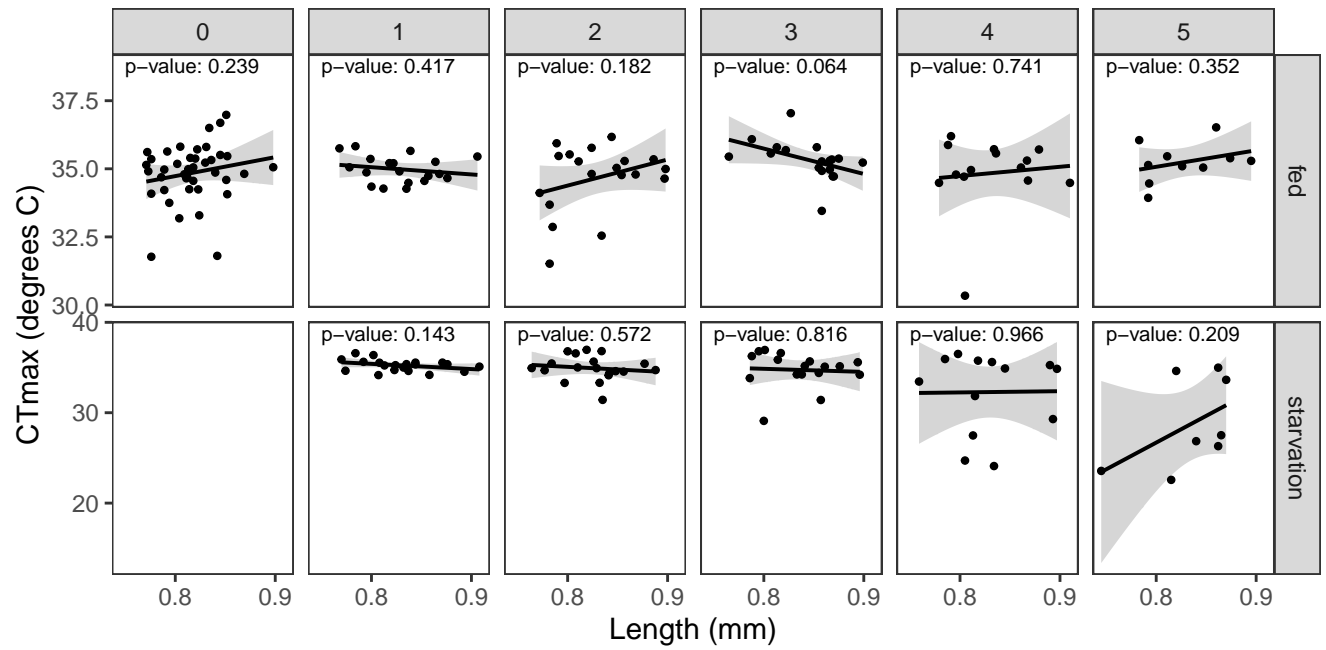 0 1 2 3 4 5
p-value: 0.239 p-value: 0.417 p-value: 0.182 p-value: 0.064 p-value: 0.741 p-value: 0.352
37.5
35.0
32.5
30.0
fed
CTmax (degrees C)
40
p-value: 0.143 p-value: 0.572 p-value: 0.816 p-value: 0.966 p-value: 0.209
30
20
starvation
0.8 0.9 0.8 0.9 0.8 0.9 0.8 0.9 0.8 0.9 0.8 0.9
Length (mm)